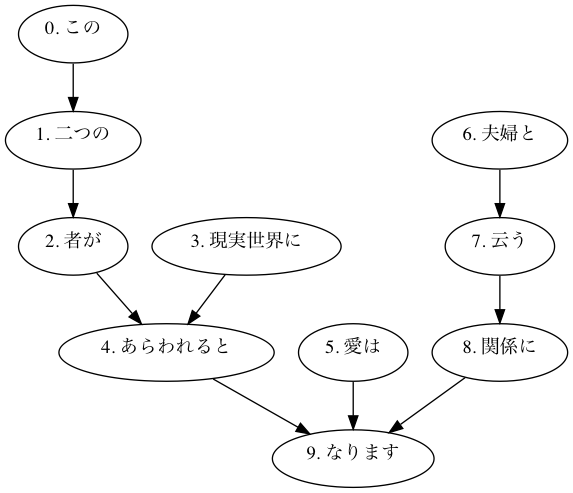 0. この
1. 二つの
6. 夫婦と
2. 者が
3. 現実世界に
7. 云う
4. あらわれると
5. 愛は
8. 関係に
9. なります